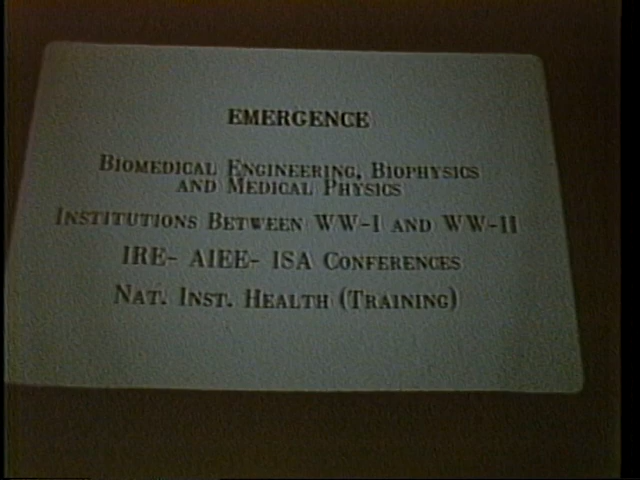 EMERGENCE
BIOMEDICAL ENGINEERING, BIOPHYSICS
AND MEDICAL PHYSICS
INSTITUTIONS BETWEEN WW-I AND WW-II
IRE- AIEE- ISA CONFERENCES
NAT. INST. HEALTH (TRAINING)